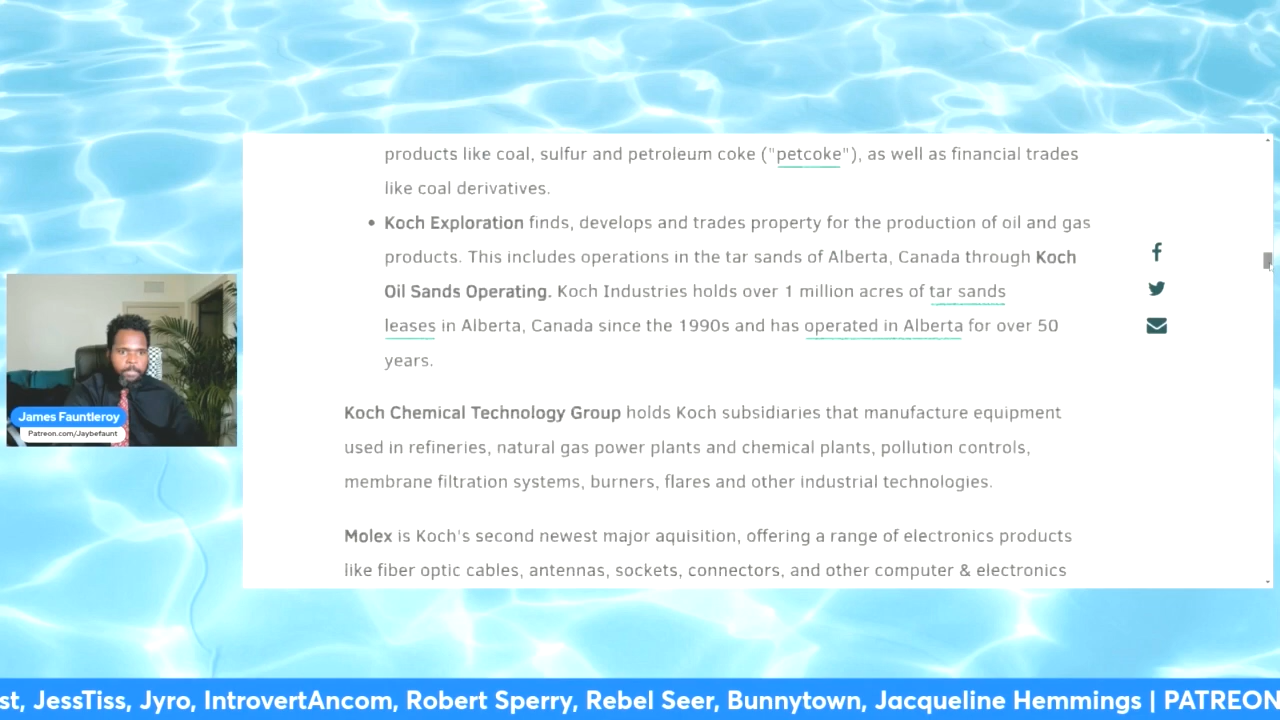 products like coal, sulfur and petroleum coke ("petcoke"), as well as financial trades
like coal derivatives.
• Koch Exploration finds, develops and trades property for the production of oil and gas
products. This includes operations in the tar sands of Alberta, Canada through Koch
Oil Sands Operating. Koch Industries holds over 1 million acres of tar sands
leases in Alberta, Canada since the 1990s and has operated in Alberta for over 50
years.
Koch Chemical Technology Group holds Koch subsidiaries that manufacture equipment
used in refineries, natural gas power plants and chemical plants, pollution controls,
membrane filtration systems, burners, flares and other industrial technologies.
Molex is Koch's second newest major aquisition, offering a range of electronics products
like fiber optic cables, antennas, sockets, connectors, and other computer & electronics
James Fauntleroy
Patreon.com/Jaybefaunt
st, JessTiss, Jyro, IntrovertAncom, Robert Sperry, Rebel Seer, Bunnytown, Jacqueline Hemmings | PATREON